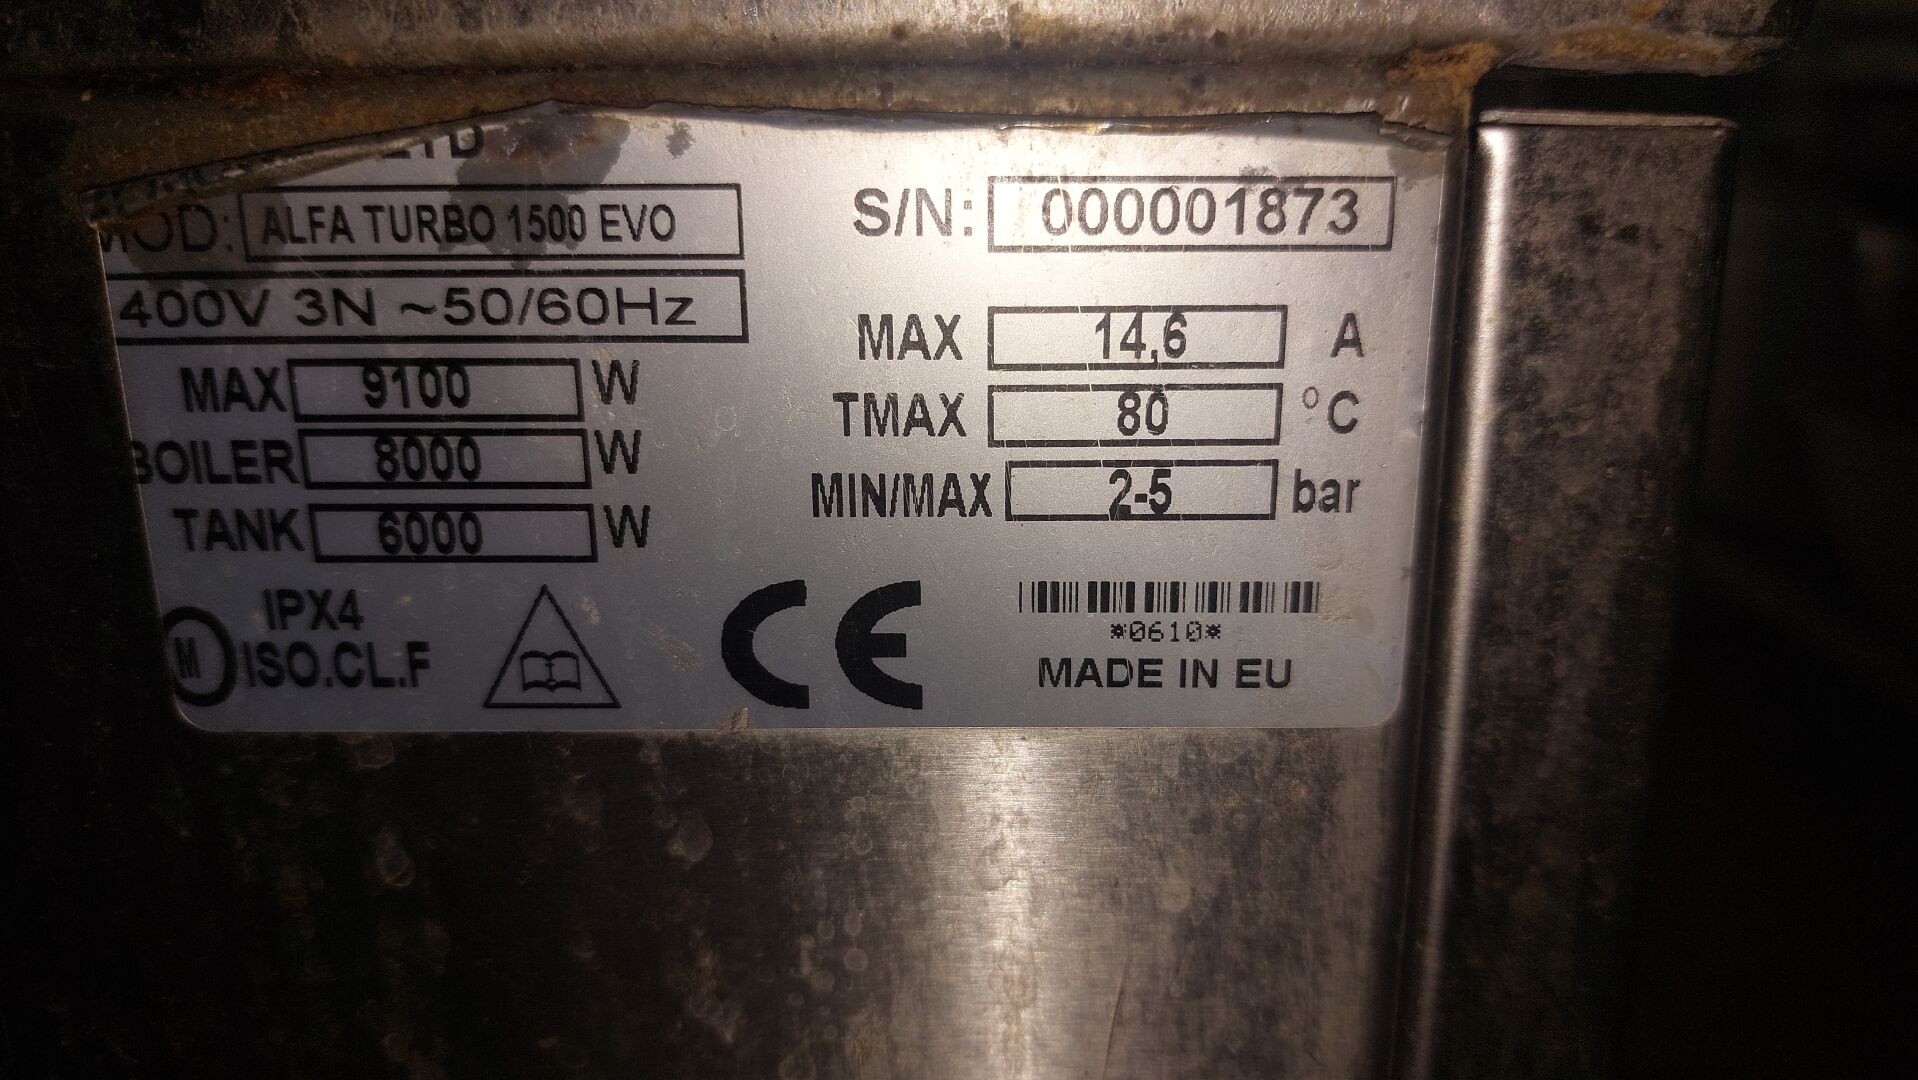 LTD
MOD: ALFA TURBO 1500 EVO
S/N: 000001873
400V 3N ~50/60Hz
MAX 14,6 A
MAX 9100 W
TMAX 80 °C
BOILER 8000 W
MIN/MAX 2-5 bar
TANK 6000 W
IPX4
M ISO.CL.F
CE
*0610*
MADE IN EU